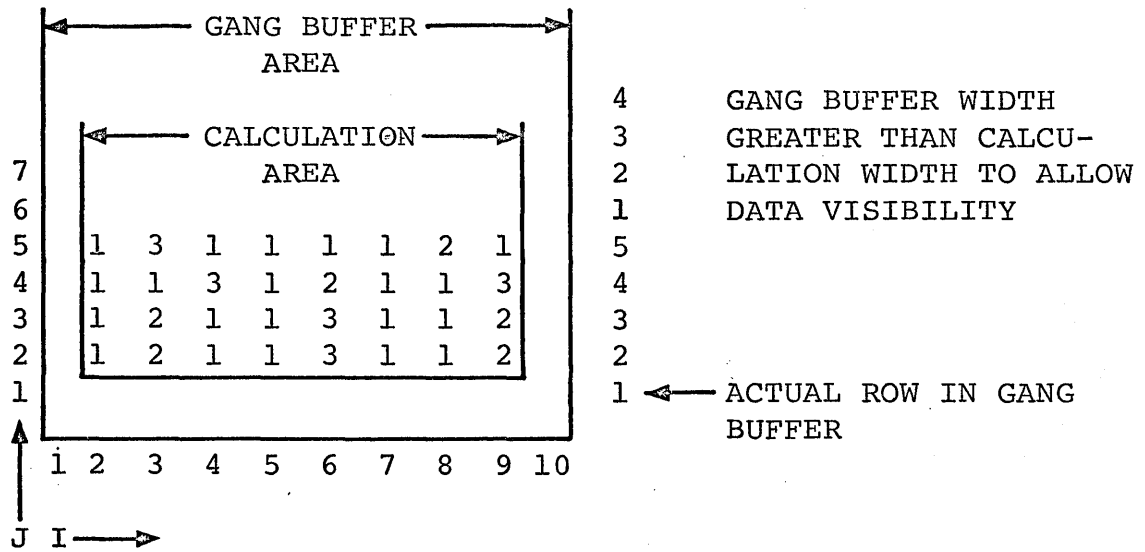 GANG BUFFER
AREA
4 GANG BUFFER WIDTH
CALCULATION 3 GREATER THAN CALCU-
7 AREA 2 LATION WIDTH TO ALLOW
6 1 DATA VISIBILITY
5 1 3 1 1 1 1 2 1 5
4 1 1 3 1 2 1 1 3 4
3 1 2 1 1 3 1 1 2 3
2 1 2 1 1 3 1 1 2 2
1 1 ACTUAL ROW IN GANG
BUFFER
1 2 3 4 5 6 7 8 9 10
J I